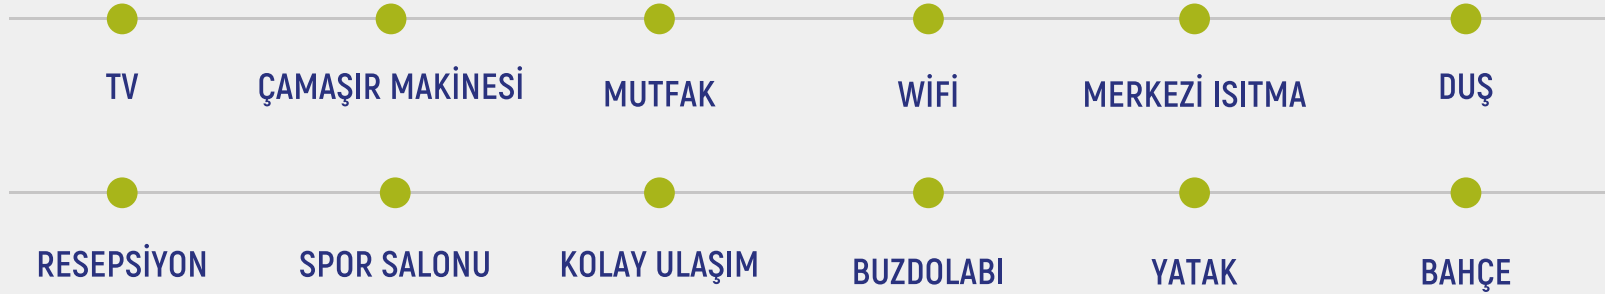 TV
ÇAMAŞIR MAKİNESİ
MUTFAK
WİFİ
MERKEZİ ISITMA
DUŞ
RESEPSİYON
SPOR SALONU
KOLAY ULAŞIM
BUZDOLABI
YATAK
BAHÇE